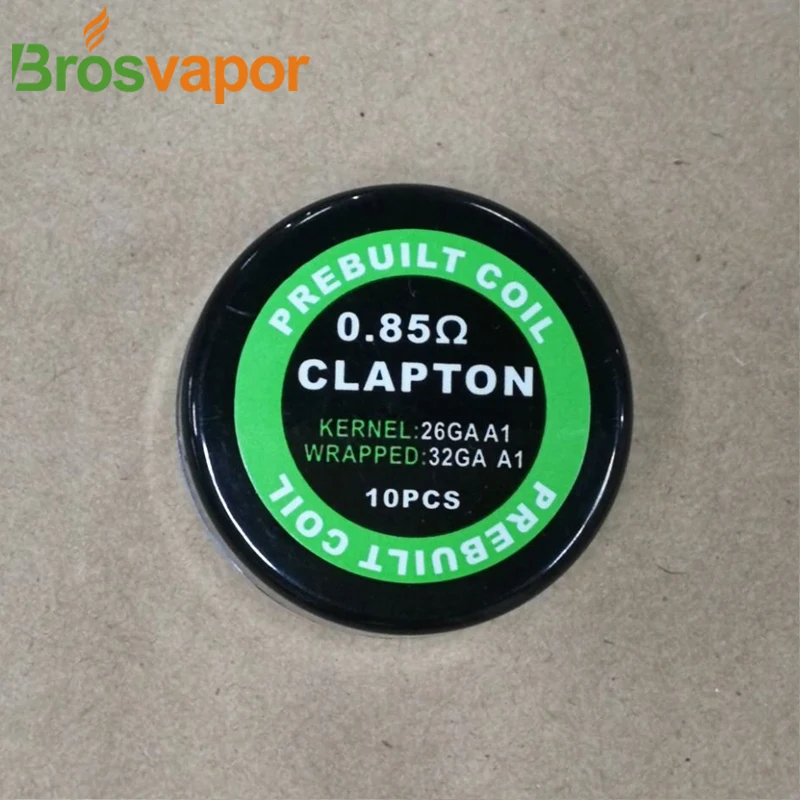 Brosvapor
PREBUILT COIL
0.85Ω
CLAPTON
KERNEL:26GA A1
WRAPPED:32GA A1
10PCS
PREBUILT COIL